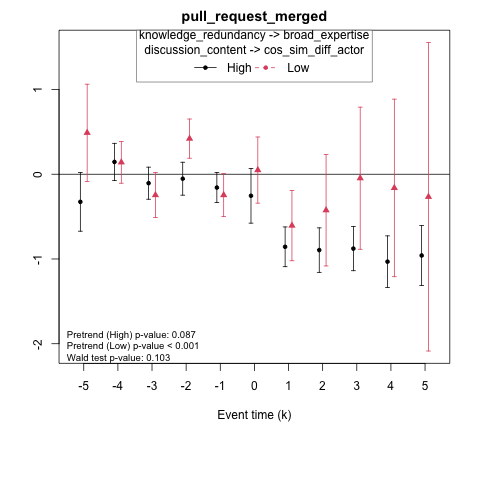 pull_request_merged
knowledge_redundancy -> broad_expertise
discussion_content -> cos_sim_diff_actor
High Low
1
0
-1
-2
Pretrend (High) p-value: 0.087
Pretrend (Low) p-value < 0.001
Wald test p-value: 0.103
-5 -4 -3 -2 -1 0 1 2 3 4 5
Event time (k)